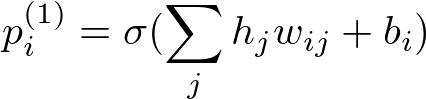 p_i^{(1)} = σ(∑_j h_j w_{ij} + b_i)